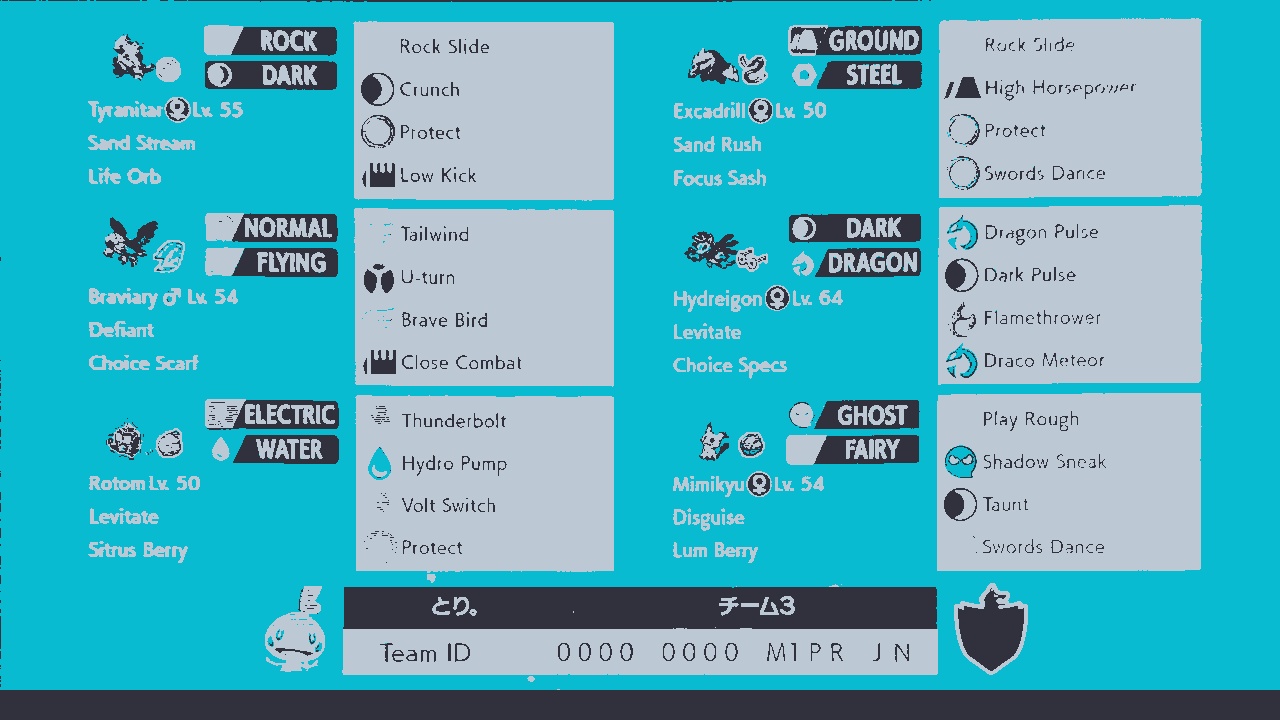 ROCK
DARK
Tyranitar♀ Lv. 55
Sand Stream
Life Orb
Rock Slide
Crunch
Protect
Low Kick
GROUND
STEEL
Excadrill♀ Lv. 50
Sand Rush
Focus Sash
Rock Slide
High Horsepower
Protect
Swords Dance
NORMAL
FLYING
Braviary♂ Lv. 54
Defiant
Choice Scarf
Tailwind
U-turn
Brave Bird
Close Combat
DARK
DRAGON
Hydreigon♀ Lv. 64
Levitate
Choice Specs
Dragon Pulse
Dark Pulse
Flamethrower
Draco Meteor
ELECTRIC
WATER
Rotom Lv. 50
Levitate
Sitrus Berry
Thunderbolt
Hydro Pump
Volt Switch
Protect
GHOST
FAIRY
Mimikyu♀ Lv. 54
Disguise
Lum Berry
Play Rough
Shadow Sneak
Taunt
Swords Dance
とり。 チーム3
Team ID 0000 0000 M1PR JN